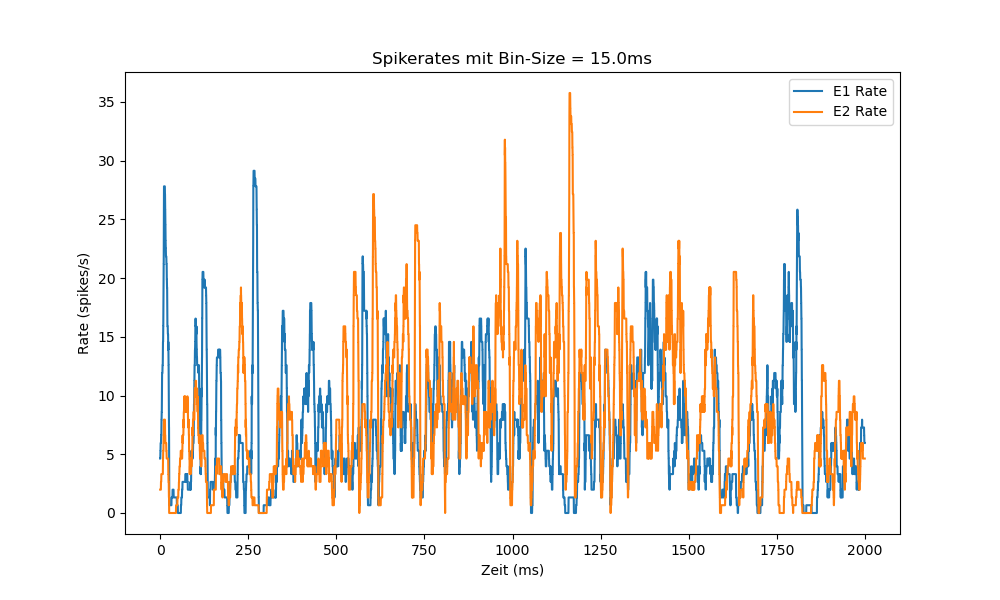 Spikerates mit Bin-Size = 15.0ms
E1 Rate
E2 Rate
Rate (spikes/s)
35
30
25
20
15
10
5
0
0 250 500 750 1000 1250 1500 1750 2000
Zeit (ms)